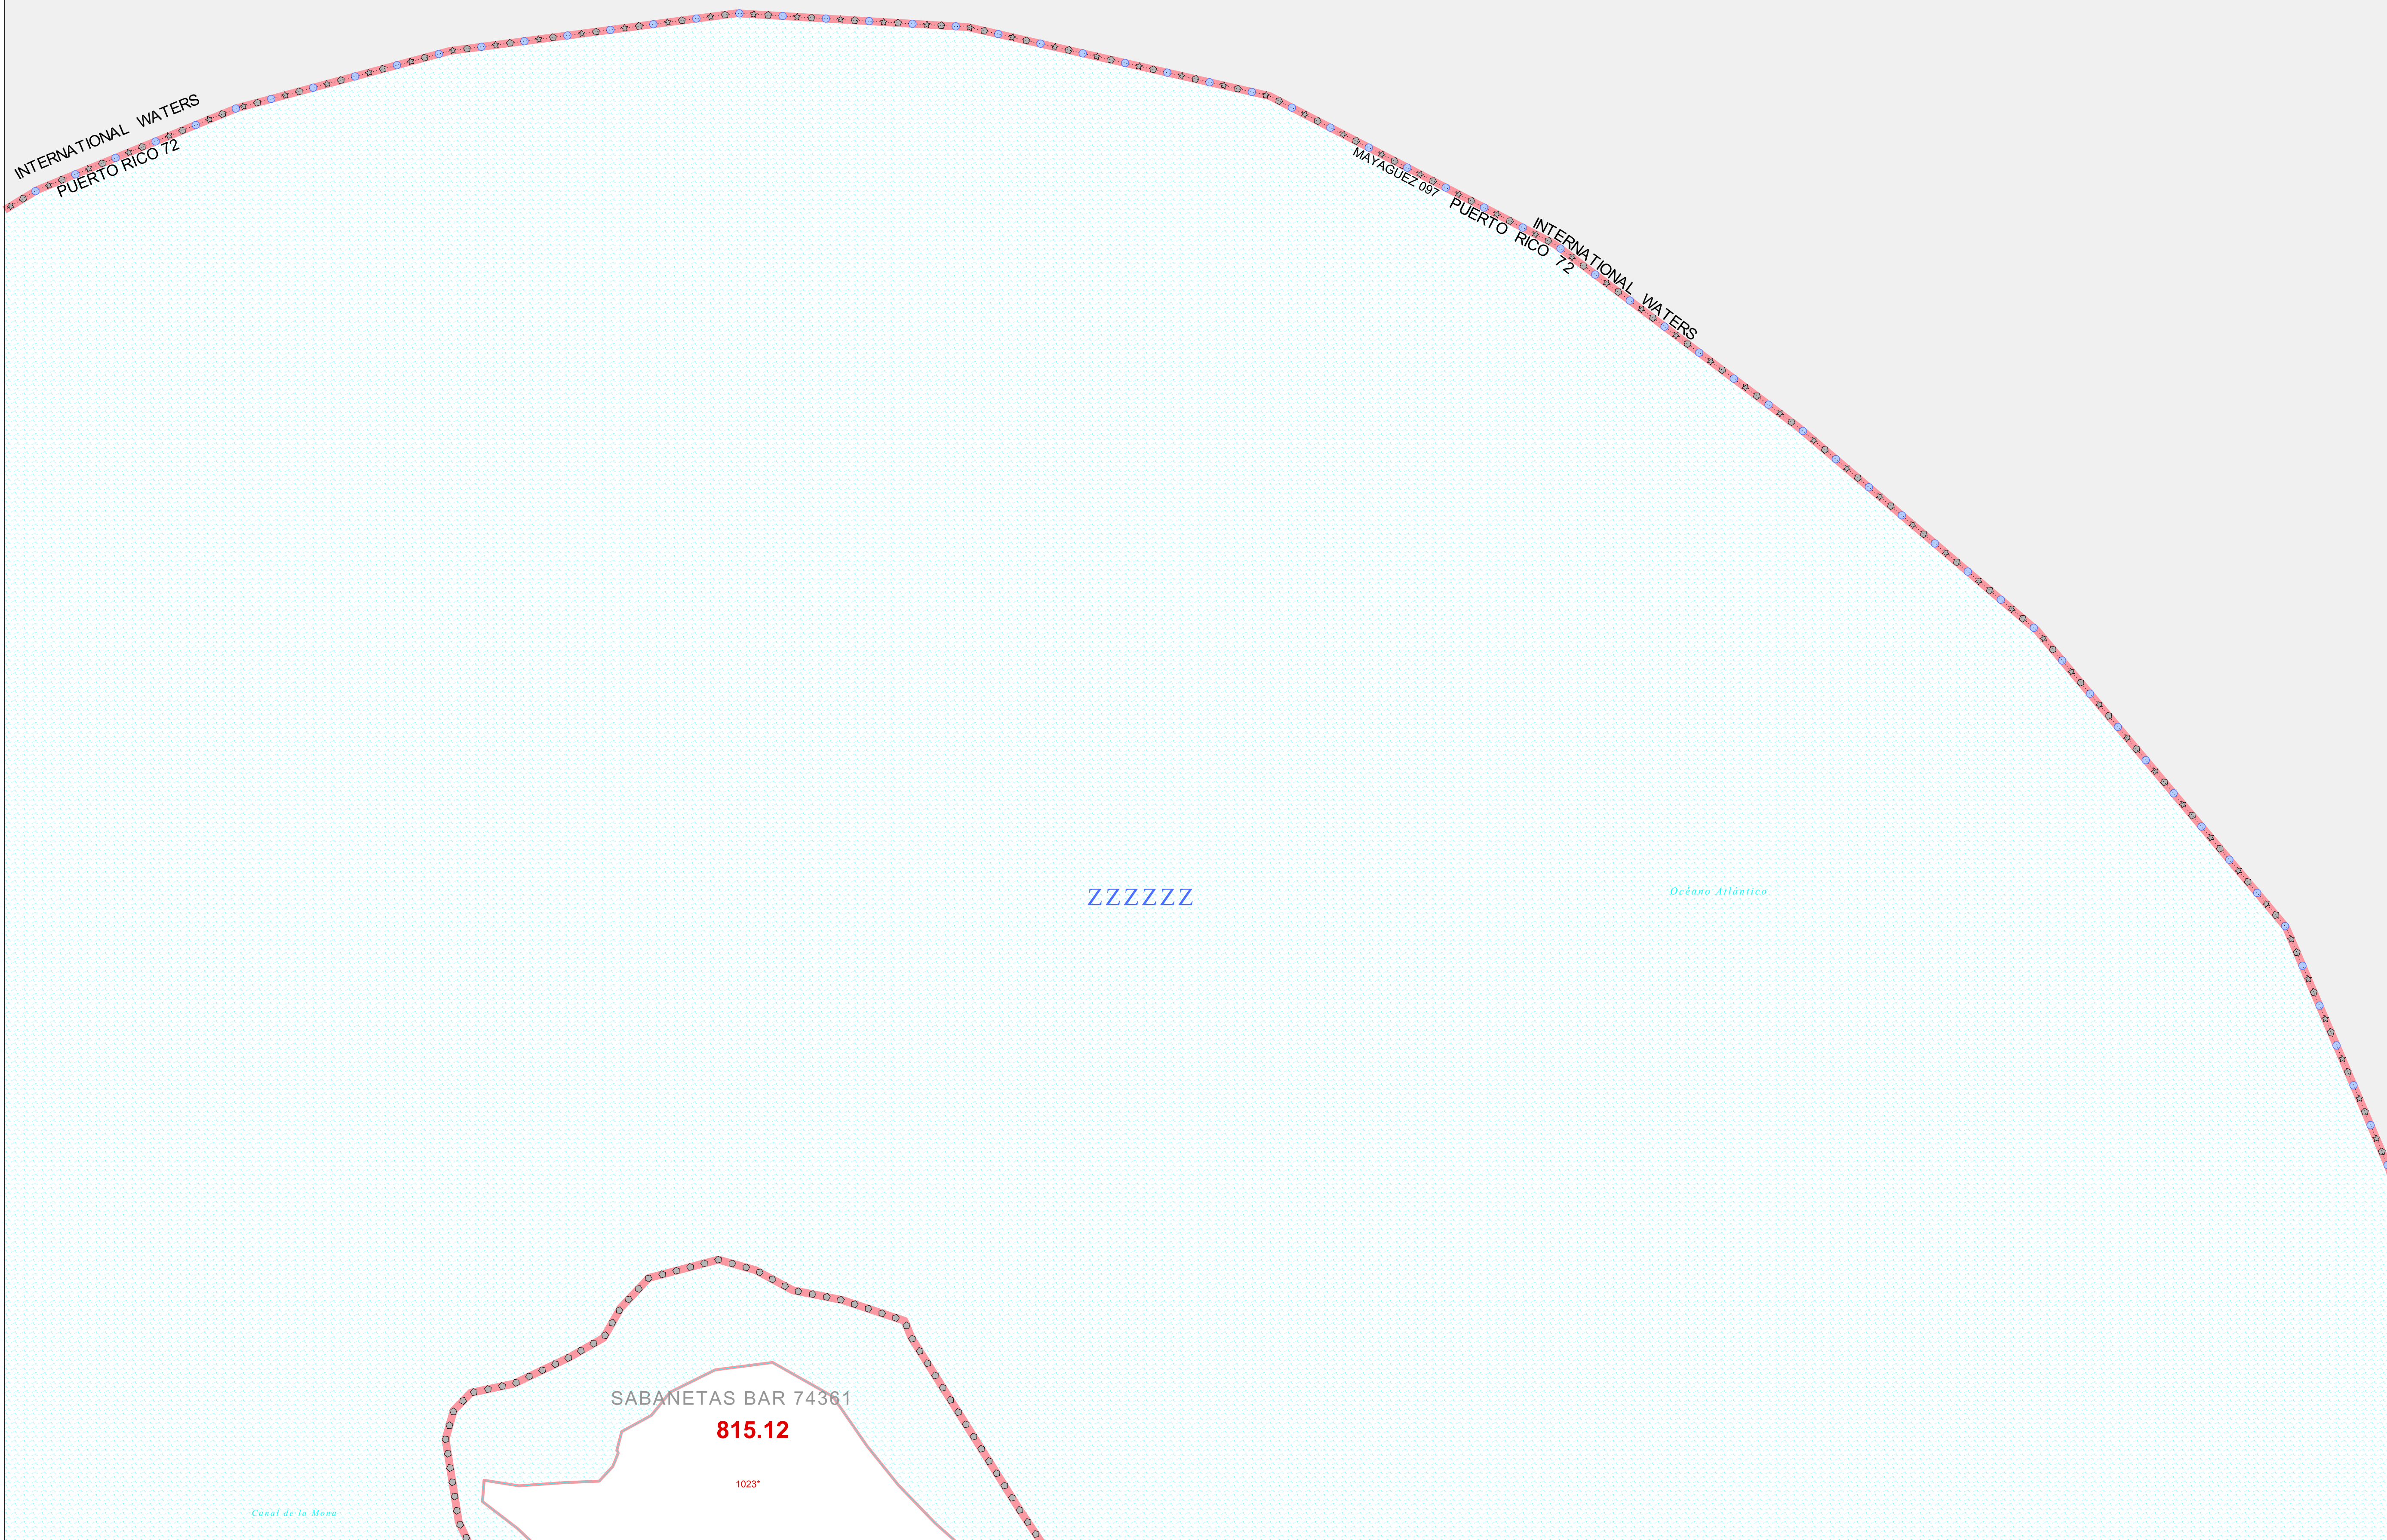 INTERNATIONAL WATERS
PUERTO RICO 72
MAYAGÜEZ 097
PUERTO RICO 72
INTERNATIONAL WATERS
ZZZZZZ
Océano Atlántico
SABANETAS BAR 74361
815.12
1023*
Canal de la Mona